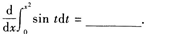 d/dx ∫₀^{x²} sin tdt = ________.